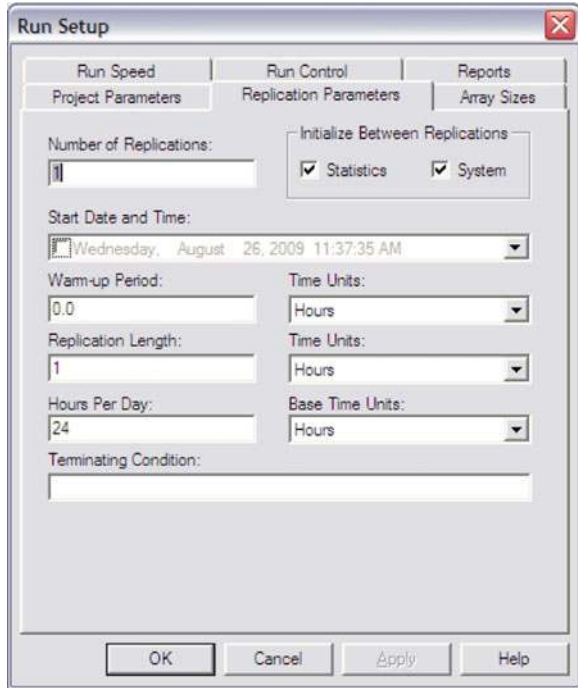 Run Setup
Run Speed Run Control Reports
Project Parameters Replication Parameters Array Sizes
Number of Replications:
1
Initialize Between Replications
Statistics System
Start Date and Time:
Wednesday, August 26, 2009 11:37:35 AM
Warm-up Period: Time Units:
0.0 Hours
Replication Length: Time Units:
1 Hours
Hours Per Day: Base Time Units:
24 Hours
Terminating Condition:
OK Cancel Apply Help